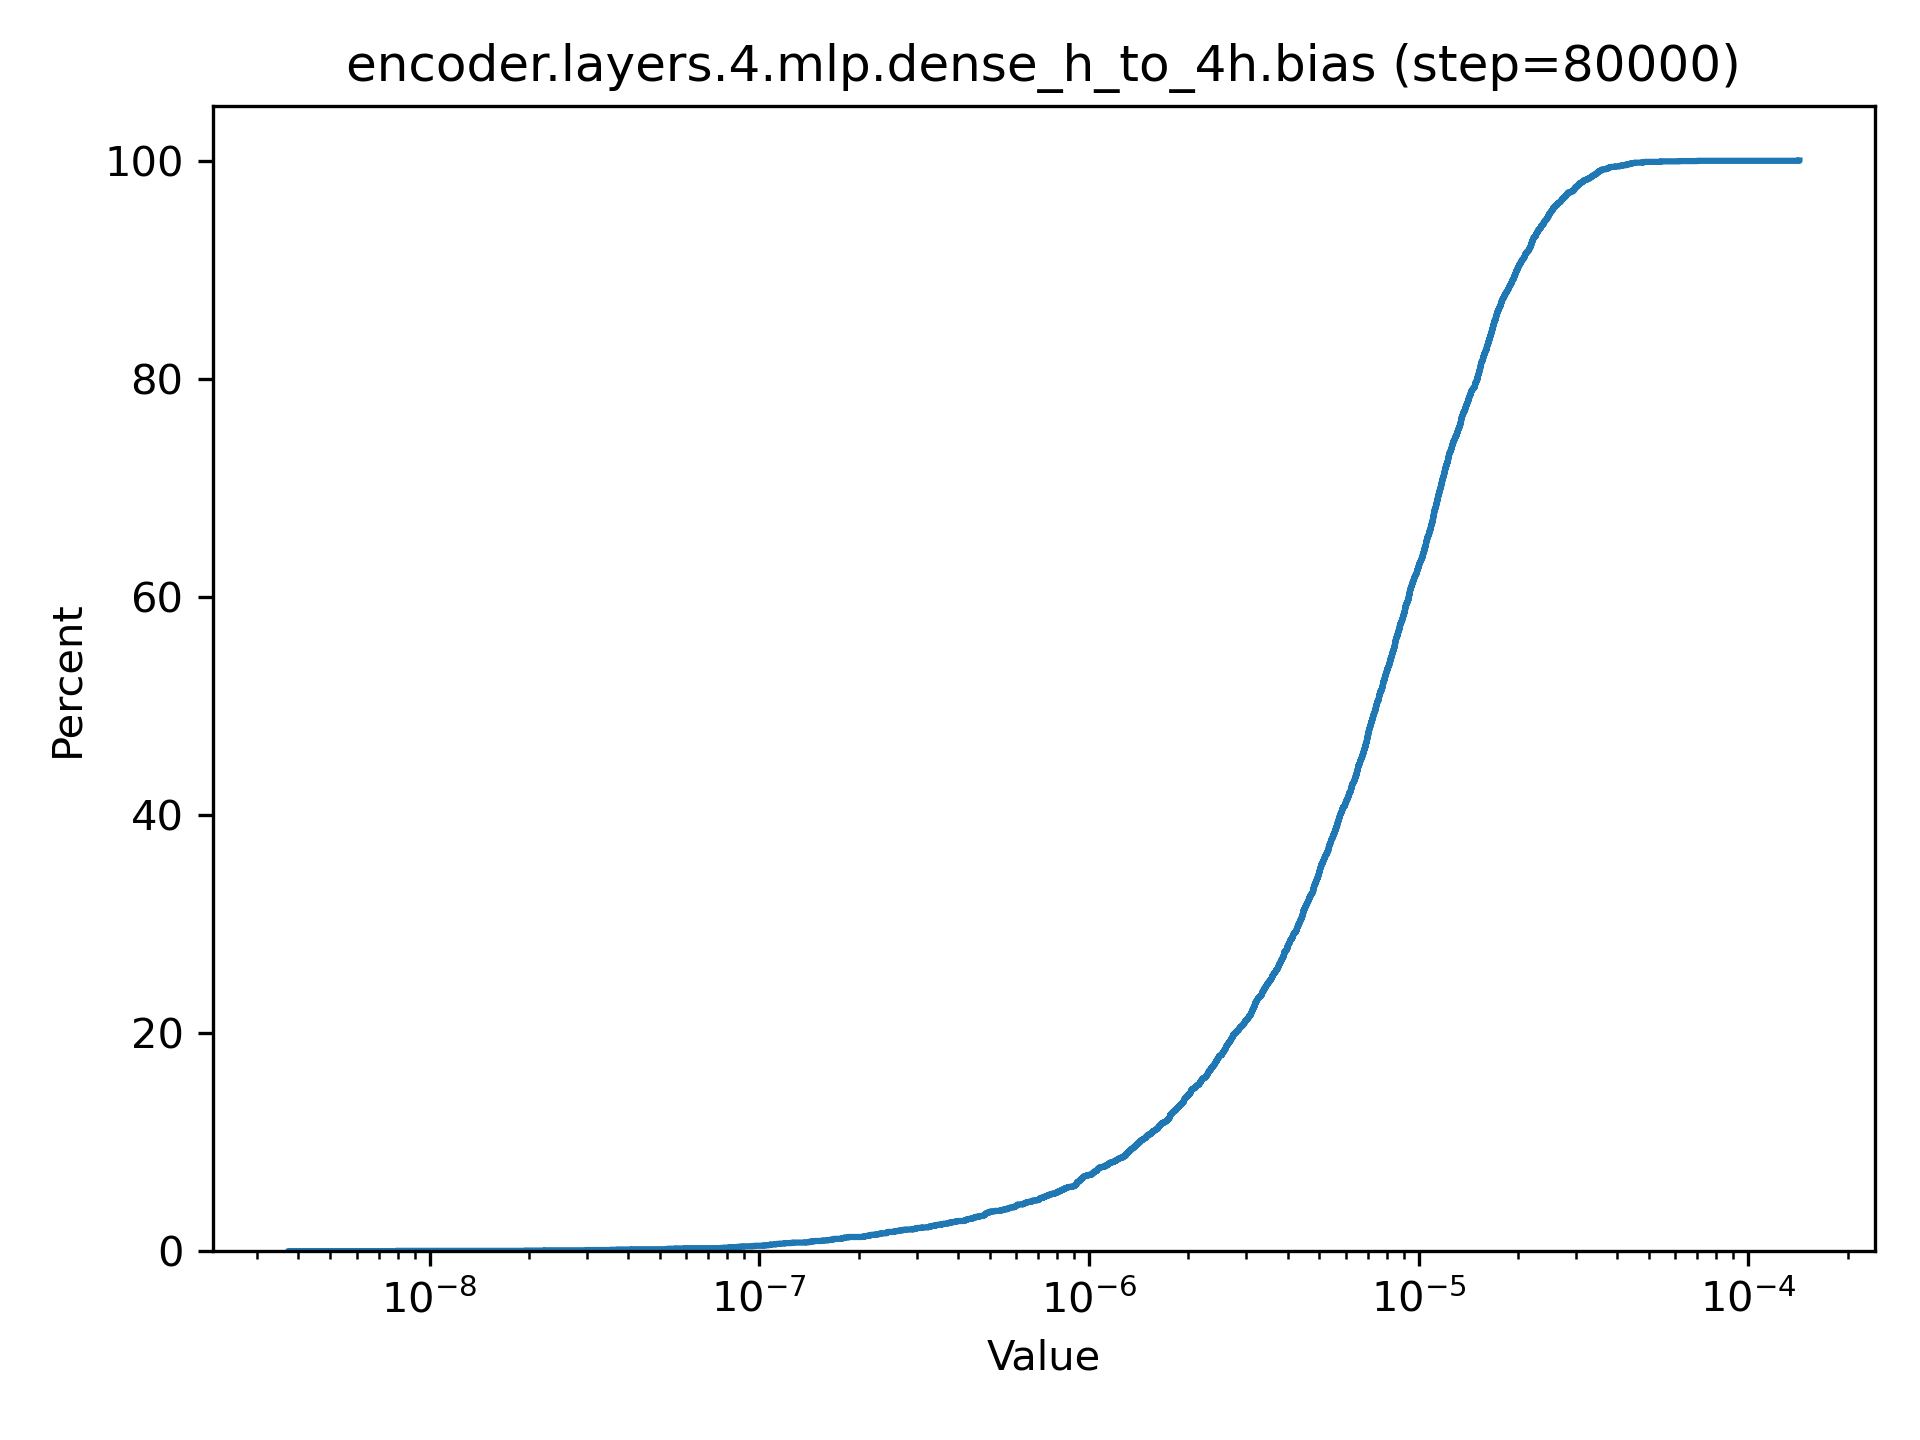 encoder.layers.4.mlp.dense_h_to_4h.bias (step=80000)
100
80
60
40
20
0
Percent
10⁻⁸ 10⁻⁷ 10⁻⁶ 10⁻⁵ 10⁻⁴
Value